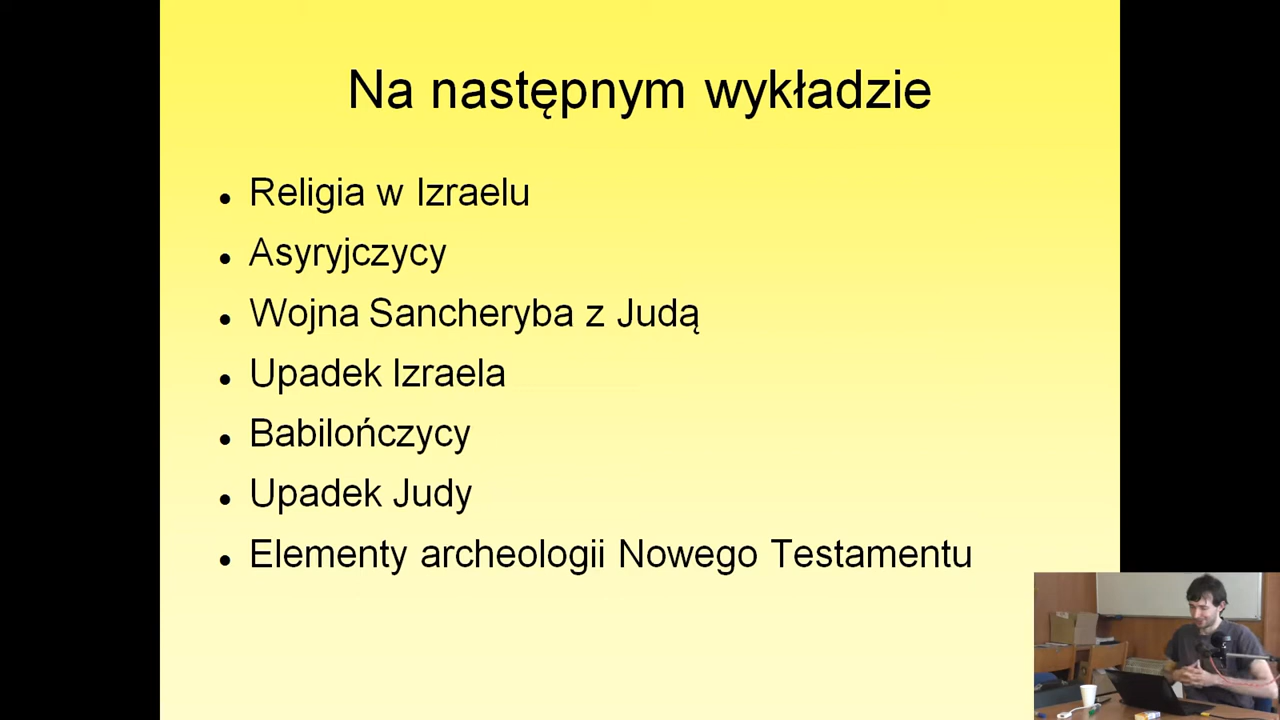 Na następnym wykładzie
Religia w Izraelu
Asyryjczycy
Wojna Sancheryba z Judą
Upadek Izraela
Babilończycy
Upadek Judy
Elementy archeologii Nowego Testamentu